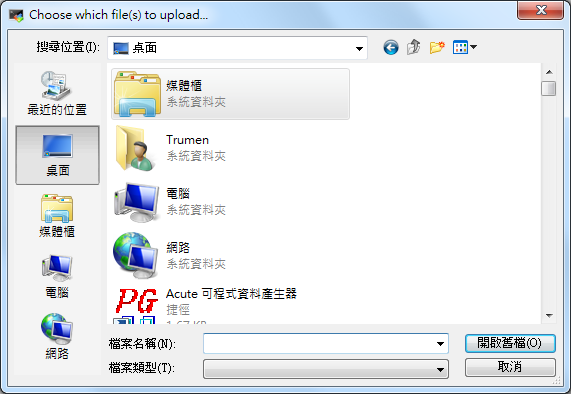 Choose which file(s) to upload...
搜尋位置(I):
桌面
最近的位置
桌面
媒體櫃
電腦
網路
媒體櫃
系統資料夾
Trumen
系統資料夾
電腦
系統資料夾
網路
系統資料夾
PG
Acute 可程式資料產生器
捷徑
1.67 KB
檔案名稱(N):
開啟舊檔(O)
檔案類型(T):
取消